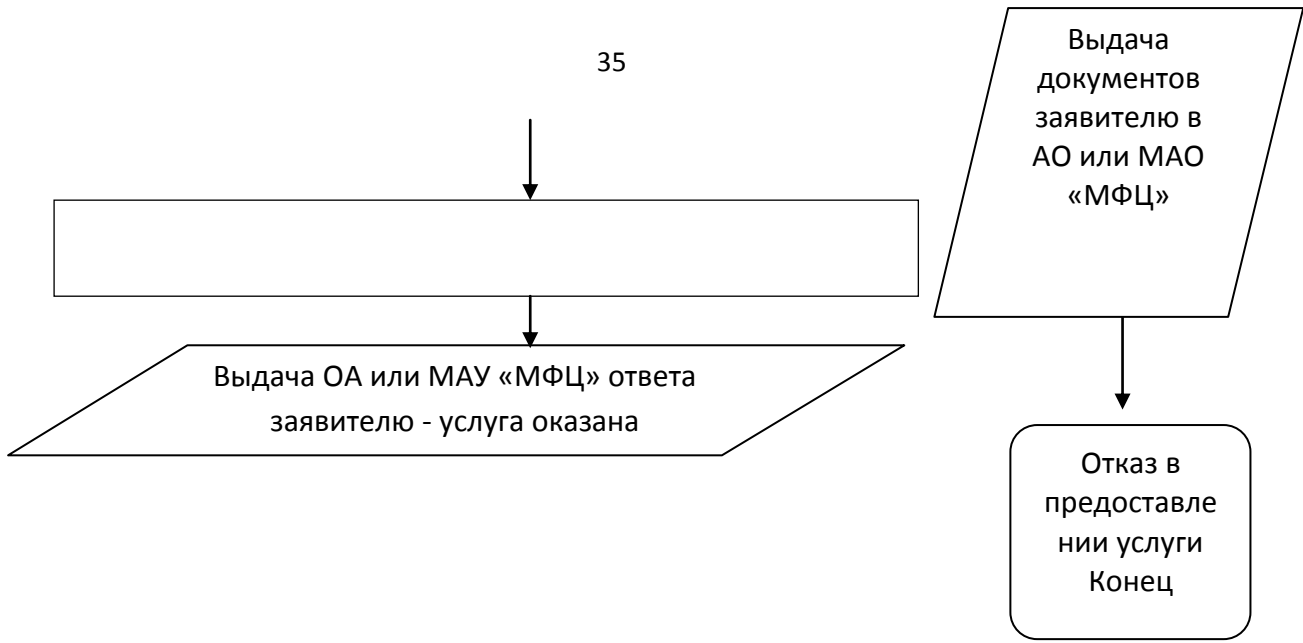 35
Выдача
документов
заявителю в
АО или МАО
«МФЦ»
Выдача ОА или МАУ «МФЦ» ответа
заявителю - услуга оказана
Отказ в
предоставле
нии услуги
Конец